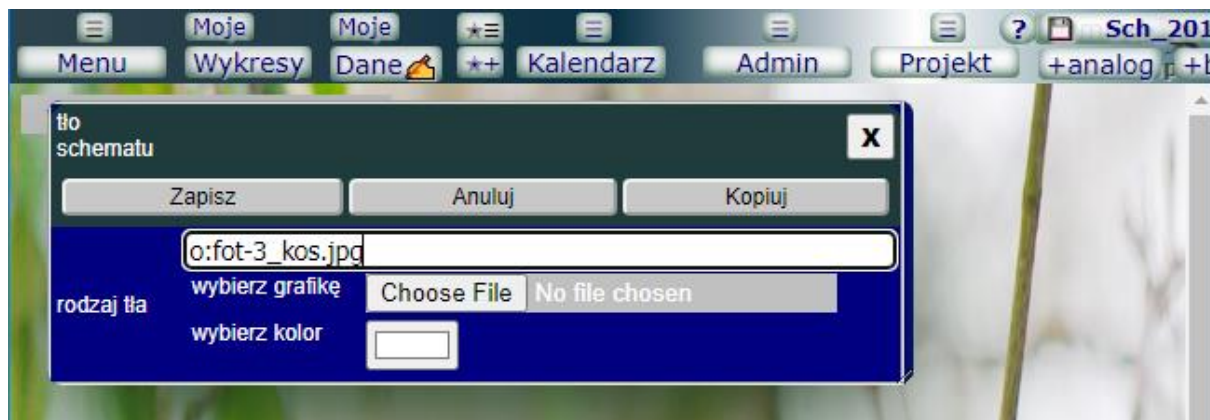 ☰ Moje Moje ★☰ ☰ ☰ ☰ ? Sch_201
Menu Wykresy Dane ★+ Kalendarz Admin Projekt +analog +b
tło
schematu
X
Zapisz Anuluj Kopiuj
o:fot-3_kos.jpg
wybierz grafikę Choose File No file chosen
rodzaj tła
wybierz kolor